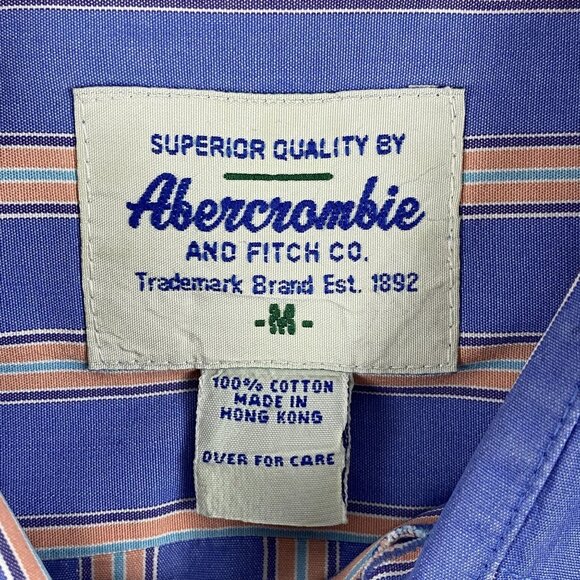 SUPERIOR QUALITY BY
Abercrombie
AND FITCH CO.
Trademark Brand Est. 1892
-M-
100% COTTON
MADE IN
HONG KONG
OVER FOR CARE